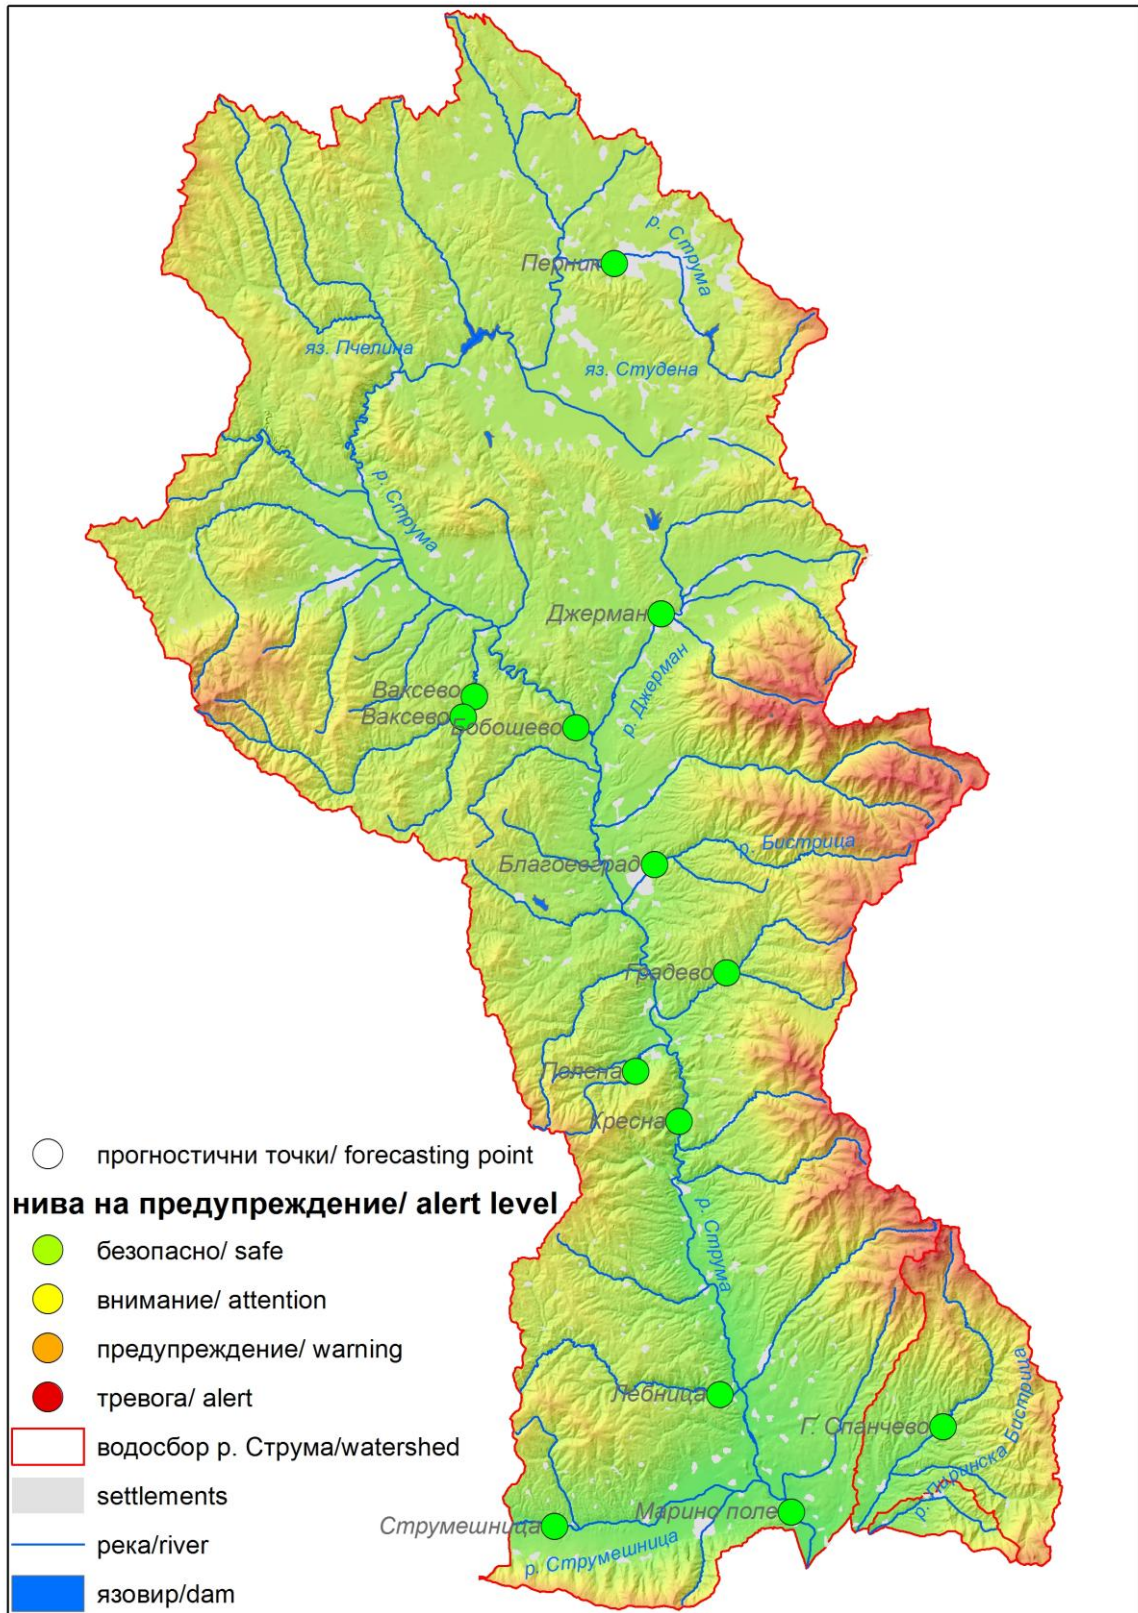 р. Струма
Перник
яз. Пчелина
яз. Студена
р. Струма
Джерман
р. Джерман
Ваксево
Ваксево
Бобошево
р. Бистрица
Благоевград
Градево
Полена
Кресна
р. Струма
Лебница
Г. Спанчево
р. Пиринска Бистрица
Марино поле
Струмешница
р. Струмешница
прогностични точки/ forecasting point
нива на предупреждение/ alert level
безопасно/ safe
внимание/ attention
предупреждение/ warning
тревога/ alert
водосбор р. Струма/watershed
settlements
река/river
язовир/dam